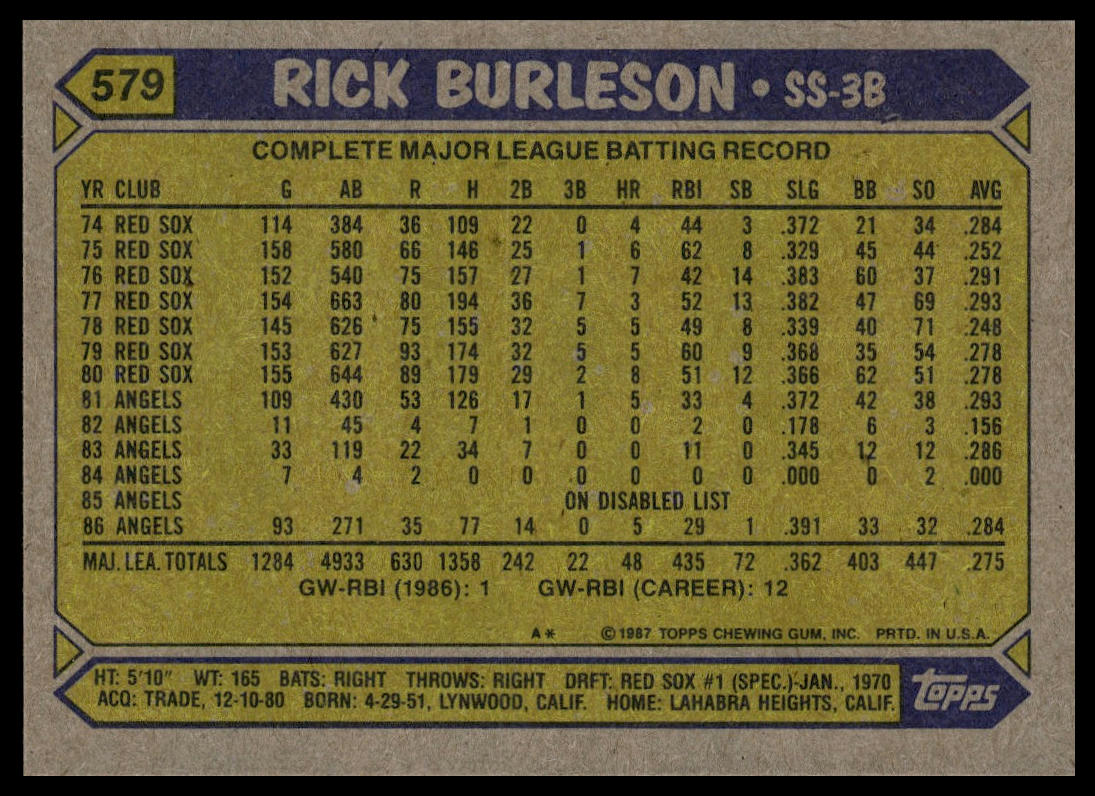 579 RICK BURLESON • SS-3B
COMPLETE MAJOR LEAGUE BATTING RECORD
YR CLUB G AB R H 2B 3B HR RBI SB SLG BB SO AVG
74 RED SOX 114 384 36 109 22 0 4 44 3 .372 21 34 .284
75 RED SOX 158 580 66 146 25 1 6 62 8 .329 45 44 .252
76 RED SOX 152 540 75 157 27 1 7 42 14 .383 60 37 .291
77 RED SOX 154 663 80 194 36 7 3 52 13 .382 47 69 .293
78 RED SOX 145 626 75 155 32 5 5 49 8 .339 40 71 .248
79 RED SOX 153 627 93 174 32 5 5 60 9 .368 35 54 .278
80 RED SOX 155 644 89 179 29 2 8 51 12 .366 62 51 .278
81 ANGELS 109 430 53 126 17 1 5 33 4 .372 42 38 .293
82 ANGELS 11 45 4 7 1 0 0 2 0 .178 6 3 .156
83 ANGELS 33 119 22 34 7 0 0 11 0 .345 12 12 .286
84 ANGELS 7 4 2 0 0 0 0 0 0 .000 0 2 .000
85 ANGELS ON DISABLED LIST
86 ANGELS 93 271 35 77 14 0 5 29 1 .391 33 32 .284
MAJ. LEA. TOTALS 1284 4933 630 1358 242 22 48 435 72 .362 403 447 .275
GW-RBI (1986): 1 GW-RBI (CAREER): 12
A* © 1987 TOPPS CHEWING GUM, INC. PRTD. IN U.S.A.
HT: 5'10" WT: 165 BATS: RIGHT THROWS: RIGHT DRFT: RED SOX #1 (SPEC.)-JAN., 1970
ACQ: TRADE, 12-10-80 BORN: 4-29-51, LYNWOOD, CALIF. HOME: LAHABRA HEIGHTS, CALIF.
topps